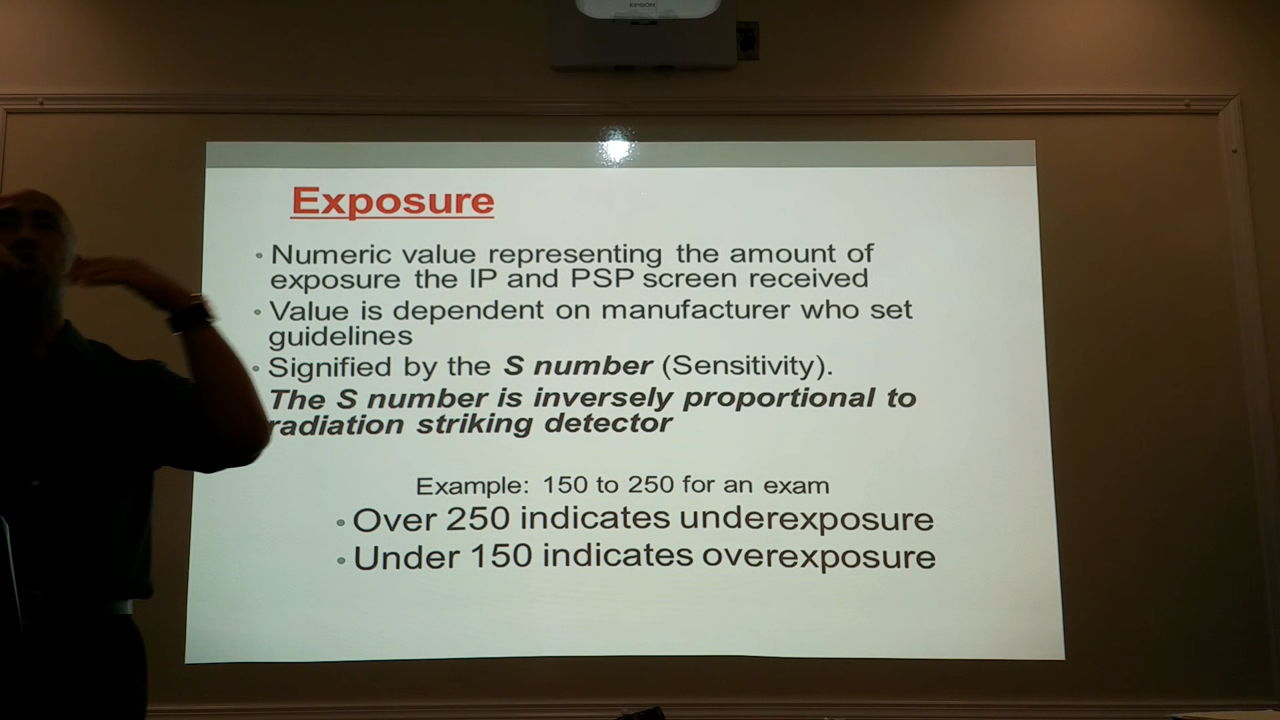 EPSON
Exposure
• Numeric value representing the amount of
exposure the IP and PSP screen received
• Value is dependent on manufacturer who set
guidelines
• Signified by the S number (Sensitivity).
The S number is inversely proportional to
radiation striking detector
Example: 150 to 250 for an exam
• Over 250 indicates underexposure
• Under 150 indicates overexposure